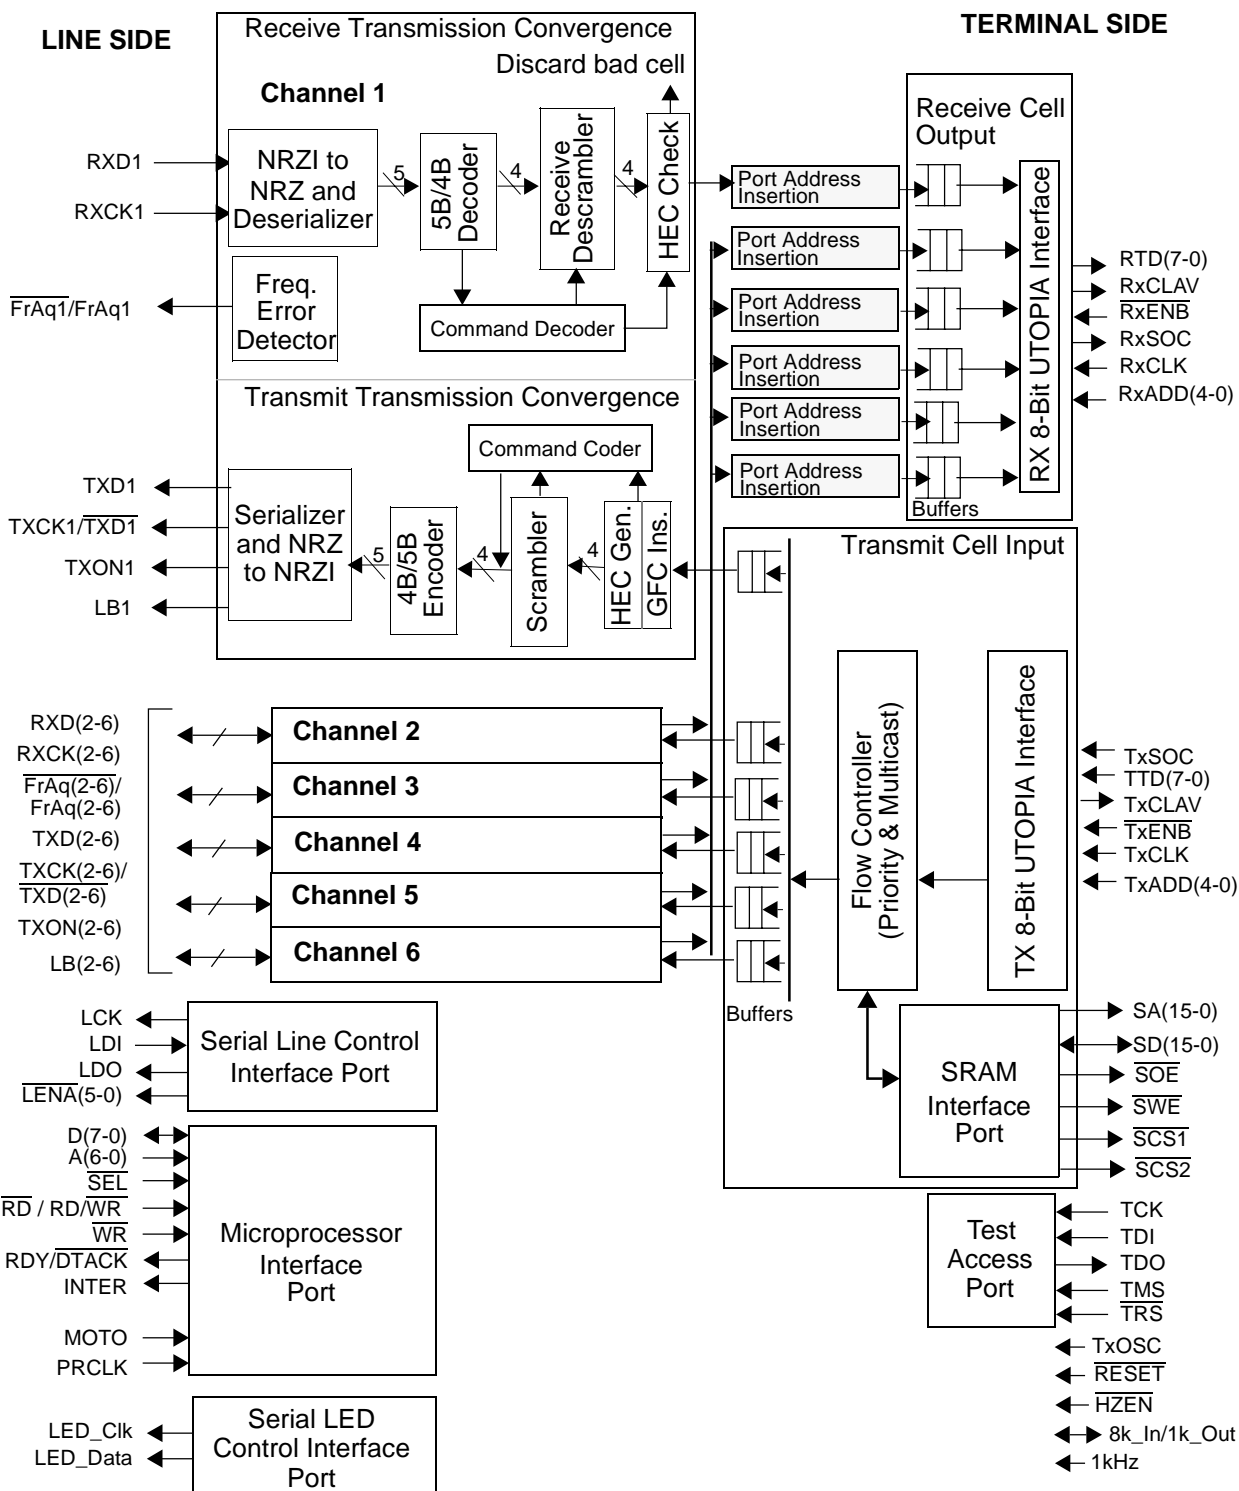 LINE SIDE
TERMINAL SIDE
Receive Transmission Convergence
Discard bad cell
Channel 1
RXD1
RXCK1
NRZI to
NRZ and
Deserializer
5
5B/4B
Decoder
4
Receive
Descrambler
4
HEC Check
FrAq1/FrAq1
Freq.
Error
Detector
Command Decoder
Port Address
Insertion
Port Address
Insertion
Port Address
Insertion
Port Address
Insertion
Port Address
Insertion
Port Address
Insertion
Receive Cell
Output
RX 8-Bit UTOPIA Interface
Buffers
RTD(7-0)
RxCLAV
RxENB
RxSOC
RxCLK
RxADD(4-0)
Transmit Transmission Convergence
Command Coder
TXD1
TXCK1/TXD1
TXON1
LB1
Serializer
and NRZ
to NRZI
5
4B/5B
Encoder
4
Scrambler
4
HEC Gen.
GFC Ins.
Transmit Cell Input
Flow Controller
(Priority & Multicast)
TX 8-Bit UTOPIA Interface
Buffers
TxSOC
TTD(7-0)
TxCLAV
TxENB
TxCLK
TxADD(4-0)
RXD(2-6)
RXCK(2-6)
FrAq(2-6)/
FrAq(2-6)
TXD(2-6)
TXCK(2-6)/
TXD(2-6)
TXON(2-6)
LB(2-6)
Channel 2
Channel 3
Channel 4
Channel 5
Channel 6
SRAM
Interface
Port
SA(15-0)
SD(15-0)
SOE
SWE
SCS1
SCS2
LCK
LDI
LDO
LENA(5-0)
Serial Line Control
Interface Port
D(7-0)
A(6-0)
SEL
RD / RD/WR
WR
RDY/DTACK
INTER
MOTO
PRCLK
Microprocessor
Interface
Port
Test
Access
Port
TCK
TDI
TDO
TMS
TRS
TxOSC
RESET
HZEN
8k_In/1k_Out
1kHz
LED_Clk
LED_Data
Serial LED
Control Interface
Port